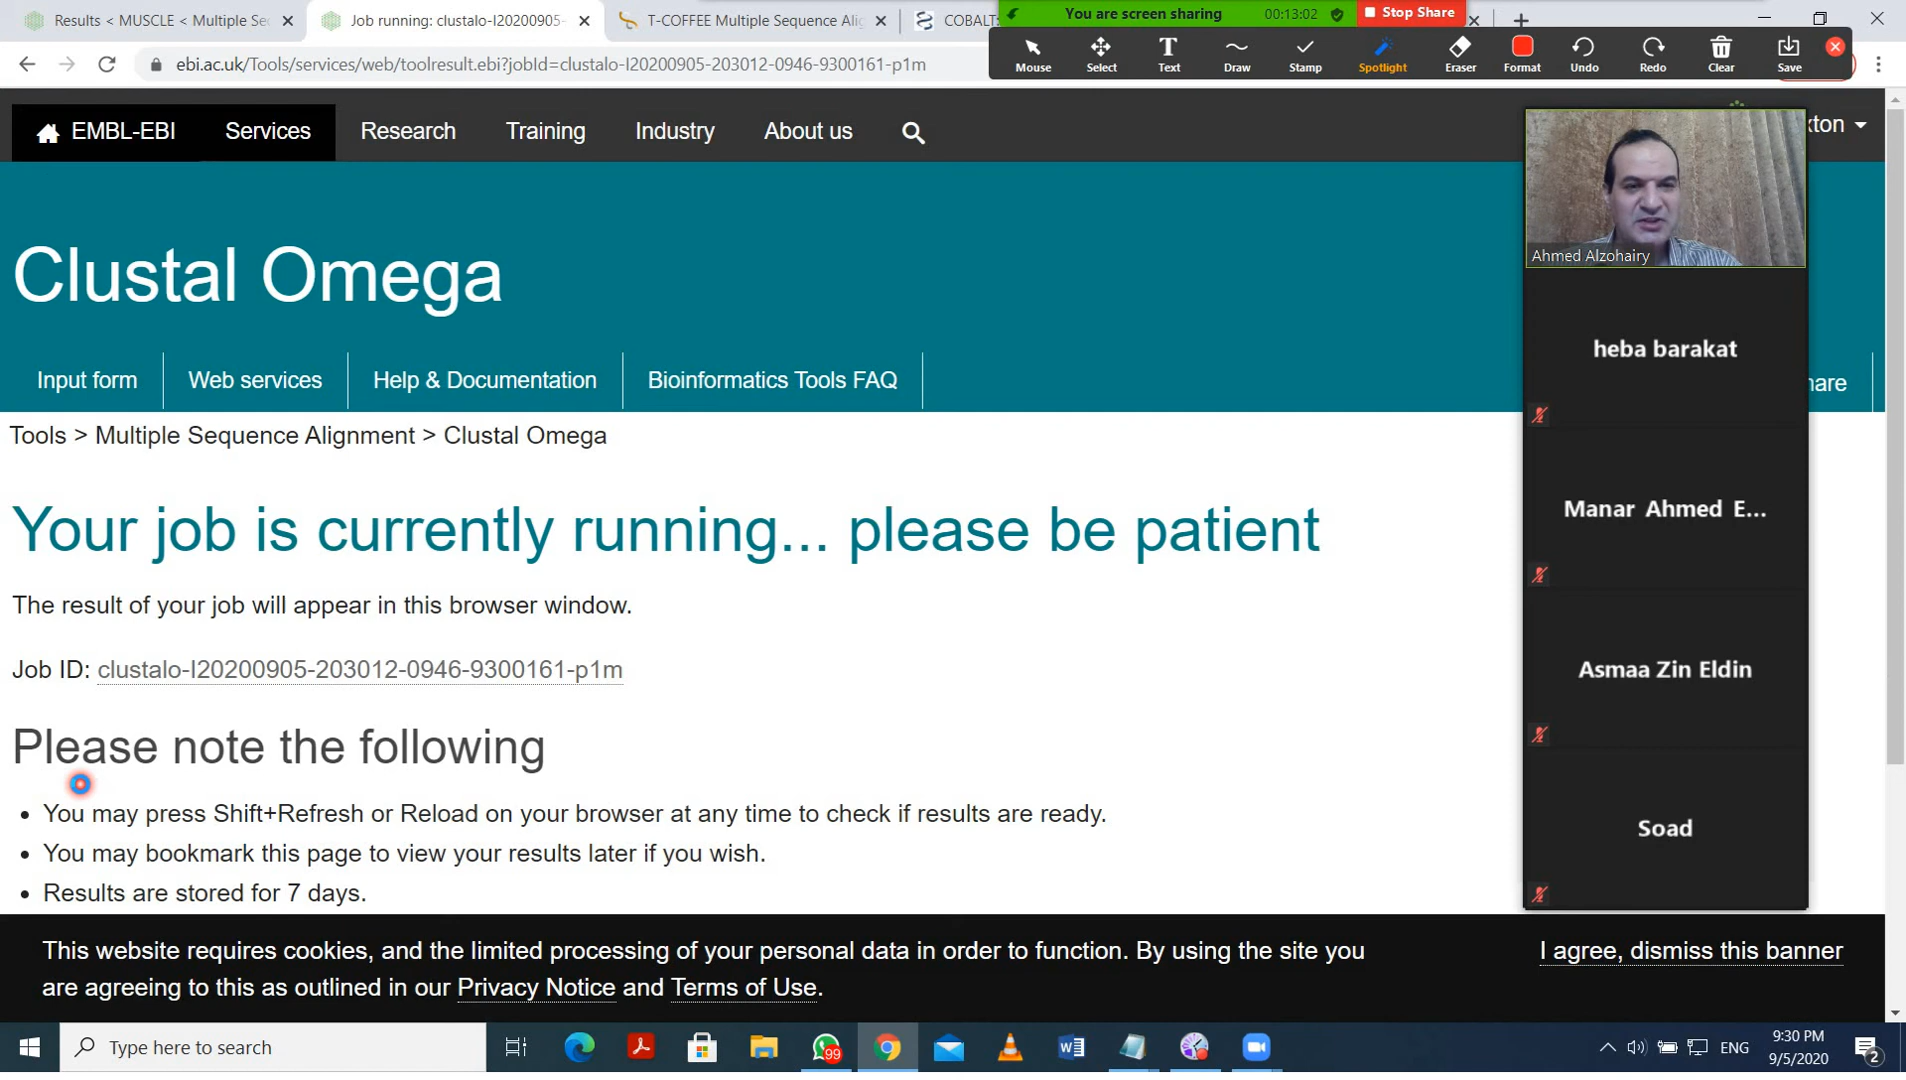 Results < MUSCLE < Multiple Se
Job running: clustalo-I20200905-
T-COFFEE Multiple Sequence Alig
COBALT:
You are screen sharing
00:13:02
Stop Share
ebi.ac.uk/Tools/services/web/toolresult.ebi?jobId=clustalo-I20200905-203012-0946-9300161-p1m
Mouse
Select
Text
Draw
Stamp
Spotlight
Eraser
Format
Undo
Redo
Clear
Save
EMBL-EBI
Services
Research
Training
Industry
About us
xton
Clustal Omega
Ahmed Alzohairy
heba barakat
Input form
Web services
Help & Documentation
Bioinformatics Tools FAQ
hare
Tools > Multiple Sequence Alignment > Clustal Omega
Your job is currently running... please be patient
Manar Ahmed E...
The result of your job will appear in this browser window.
Job ID: clustalo-I20200905-203012-0946-9300161-p1m
Asmaa Zin Eldin
Please note the following
• You may press Shift+Refresh or Reload on your browser at any time to check if results are ready.
• You may bookmark this page to view your results later if you wish.
• Results are stored for 7 days.
Soad
This website requires cookies, and the limited processing of your personal data in order to function. By using the site you
are agreeing to this as outlined in our Privacy Notice and Terms of Use.
I agree, dismiss this banner
Type here to search
99
ENG
9:30 PM
9/5/2020
2